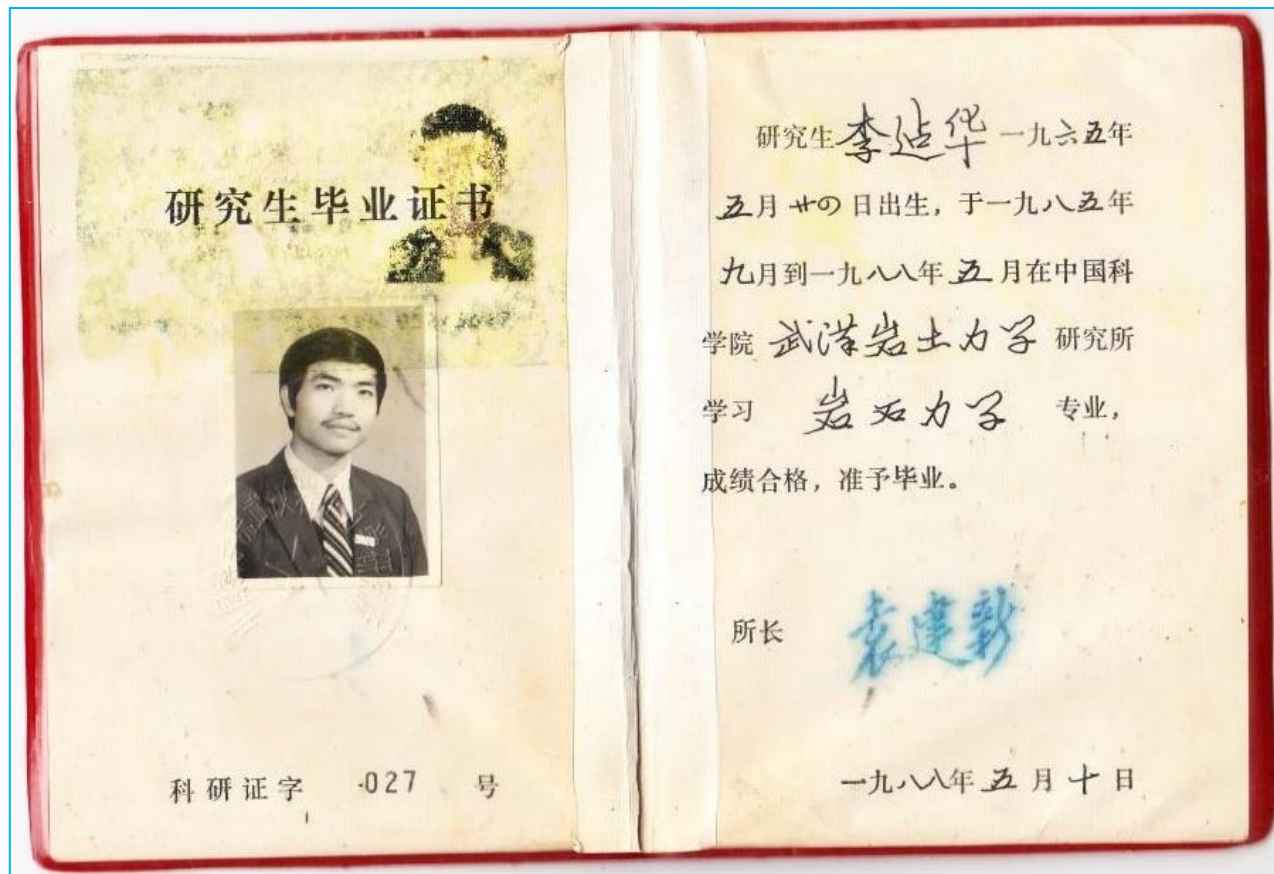 研究生毕业证书
科研证字 027 号
研究生 李 华 一九六五年
五月廿四日出生，于一九八五年
九月到一九八八年五月在中国科
学院 武汉岩土力学 研究所
学习 岩石力学 专业，
成绩合格，准予毕业。
所长 袁建新
一九八八年五月十日